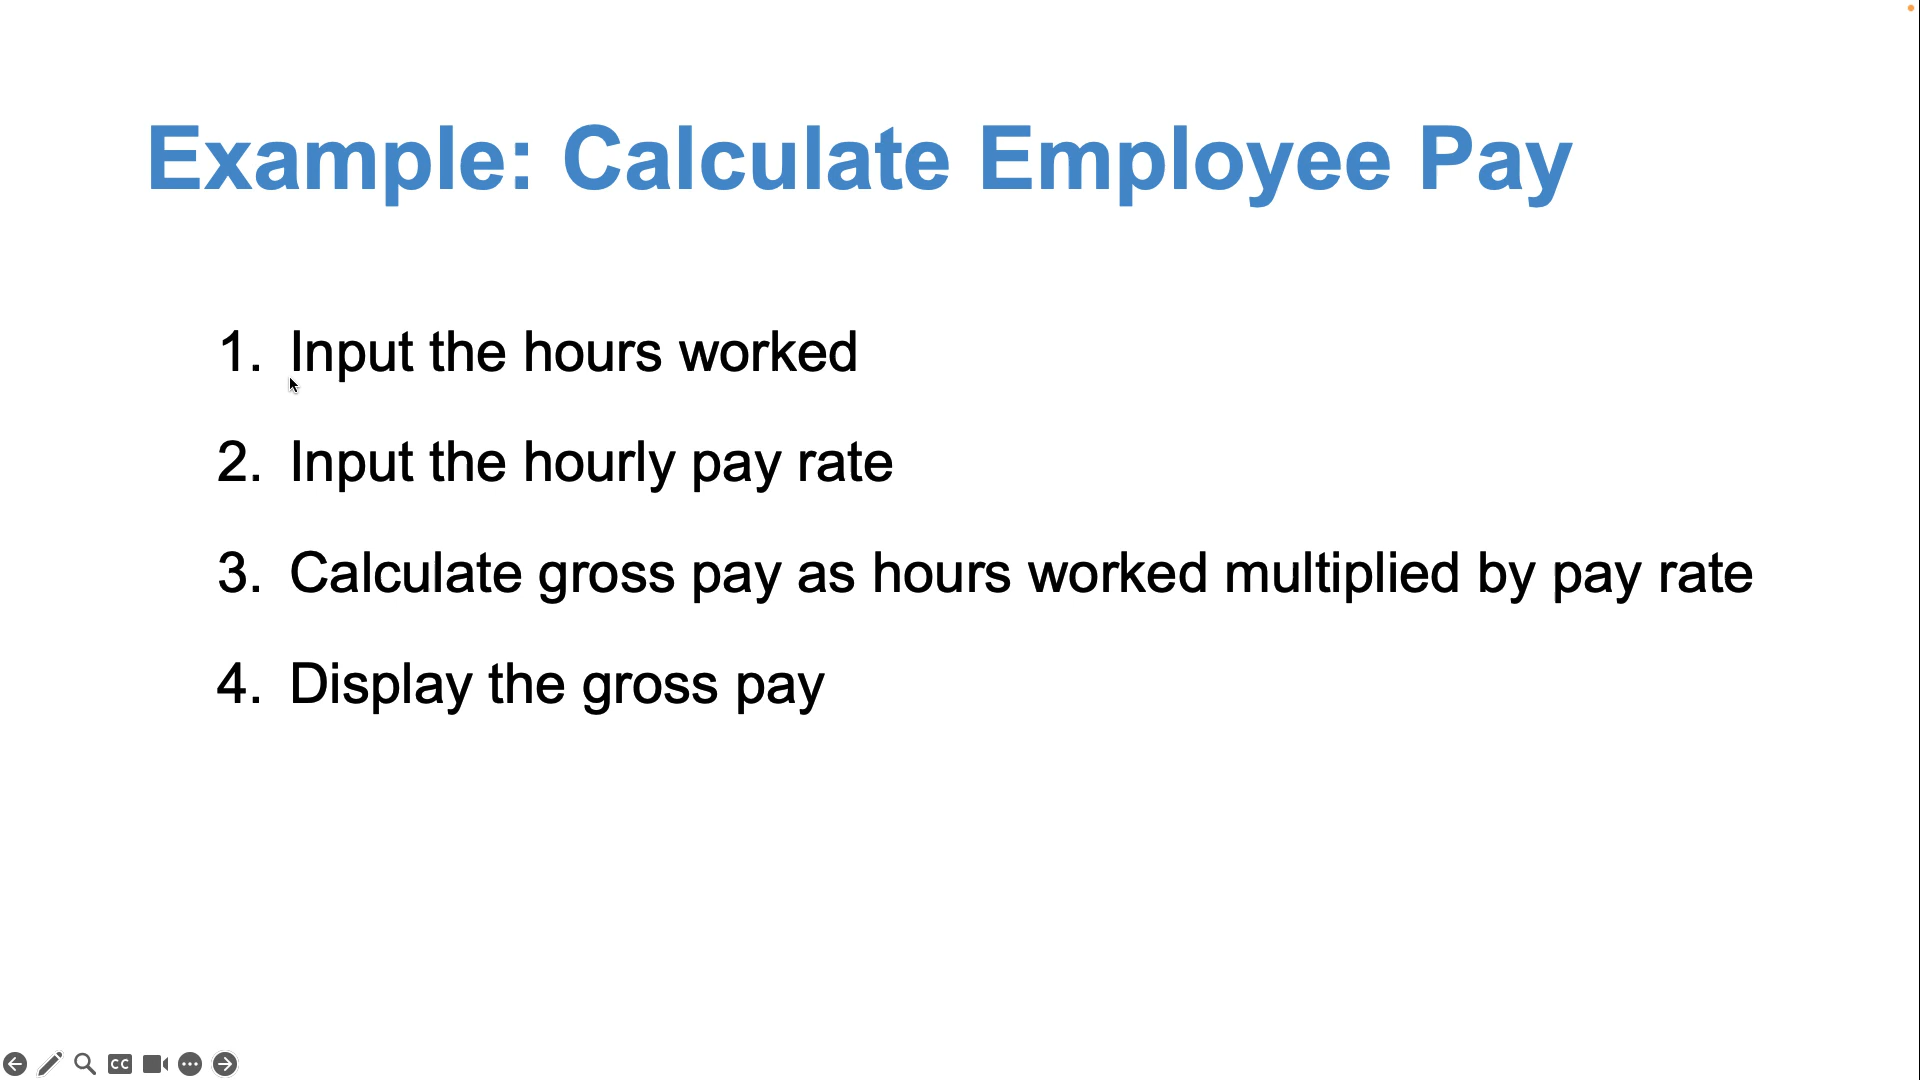 Example: Calculate Employee Pay
1. Input the hours worked
2. Input the hourly pay rate
3. Calculate gross pay as hours worked multiplied by pay rate
4. Display the gross pay
CC